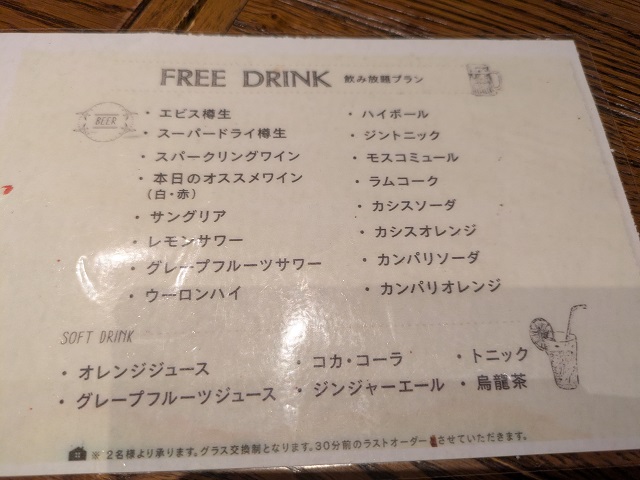 FREE DRINK 飲み放題プラン
BEER
・エビス樽生
・スーパードライ樽生
・スパークリングワイン
・本日のオススメワイン
(白・赤)
・サングリア
・レモンサワー
・グレープフルーツサワー
・ウーロンハイ
・ハイボール
・ジントニック
・モスコミュール
・ラムコーク
・カシスソーダ
・カシスオレンジ
・カンパリソーダ
・カンパリオレンジ
SOFT DRINK
・オレンジジュース
・グレープフルーツジュース
・コカ・コーラ
・ジンジャーエール
・トニック
・烏龍茶
※2名様より承ります。グラス交換制となります。30分前のラストオーダー させていただきます。